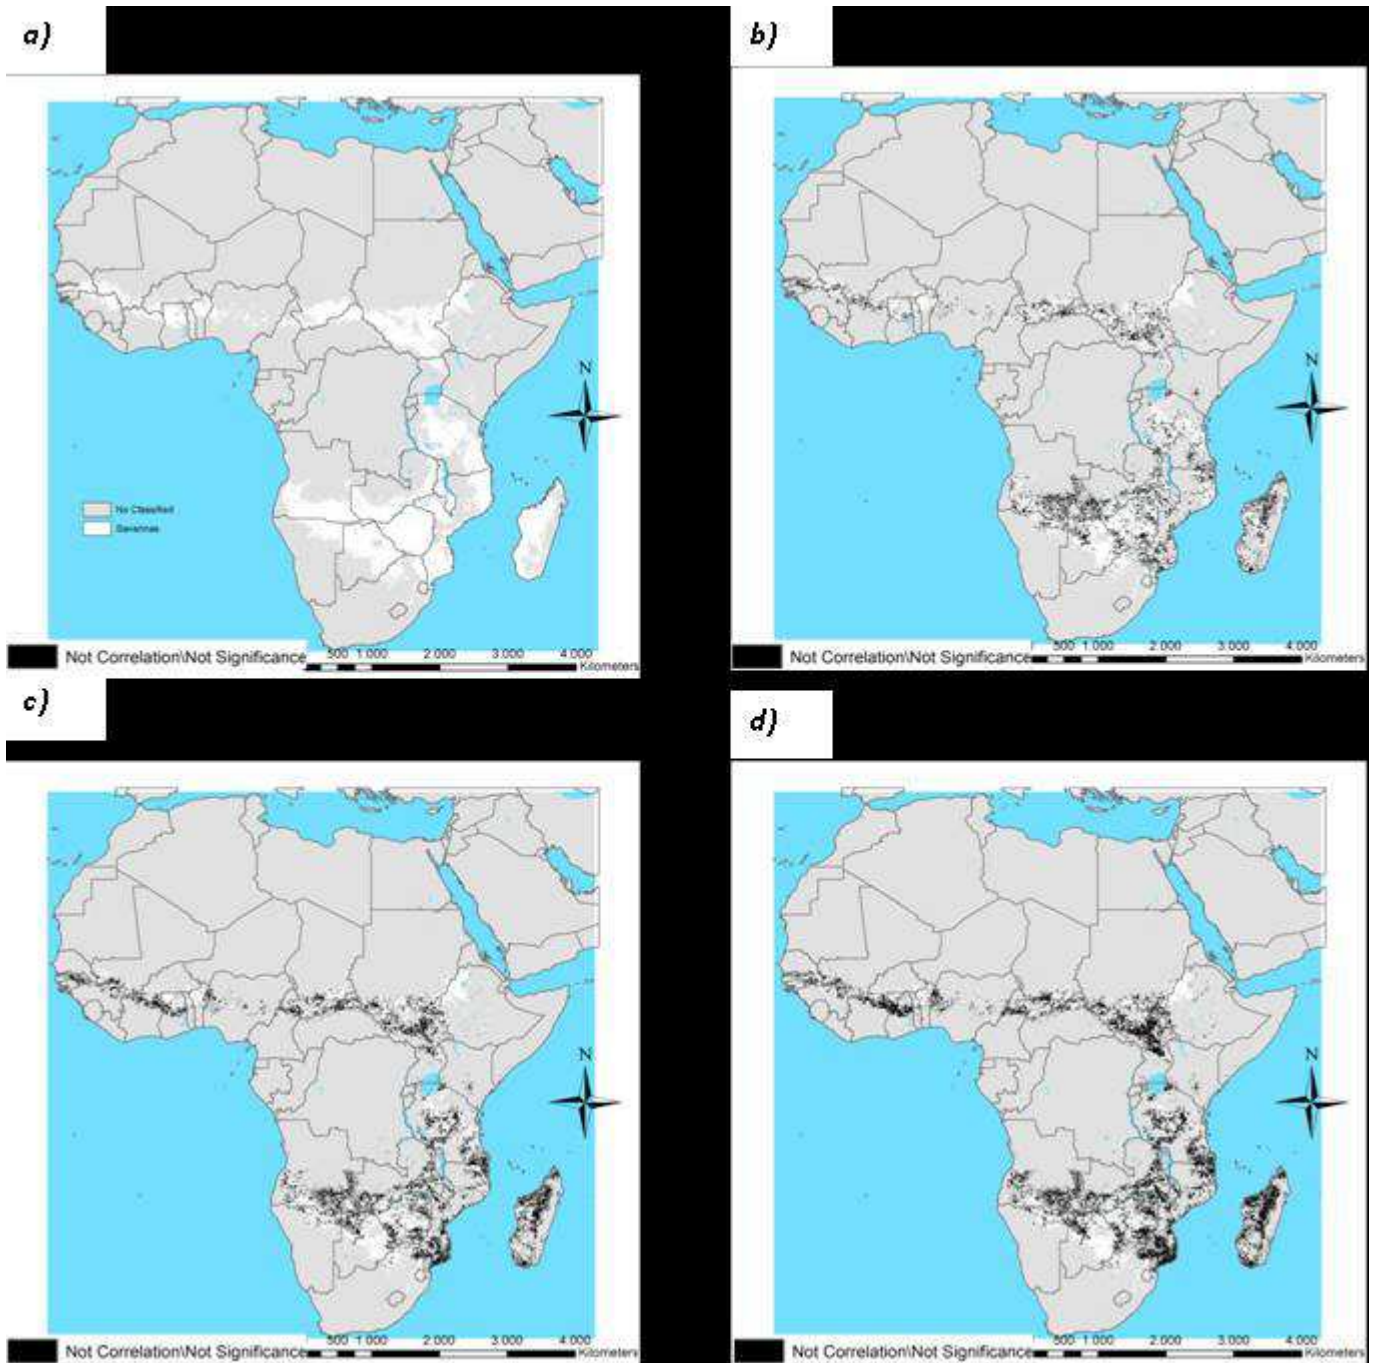 a)
b)
N
N
No Classified
Savannas
500 1 000 2 000 3 000 4 000
Not Correlation\Not Significance
Kilometers
500 1 000 2 000 3 000 4 000
Not Correlation\Not Significance
Kilometers
c)
d)
N
N
500 1 000 2 000 3 000 4 000
Not Correlation\Not Significance
Kilometers
500 1 000 2 000 3 000 4 000
Not Correlation\Not Significance
Kilometers